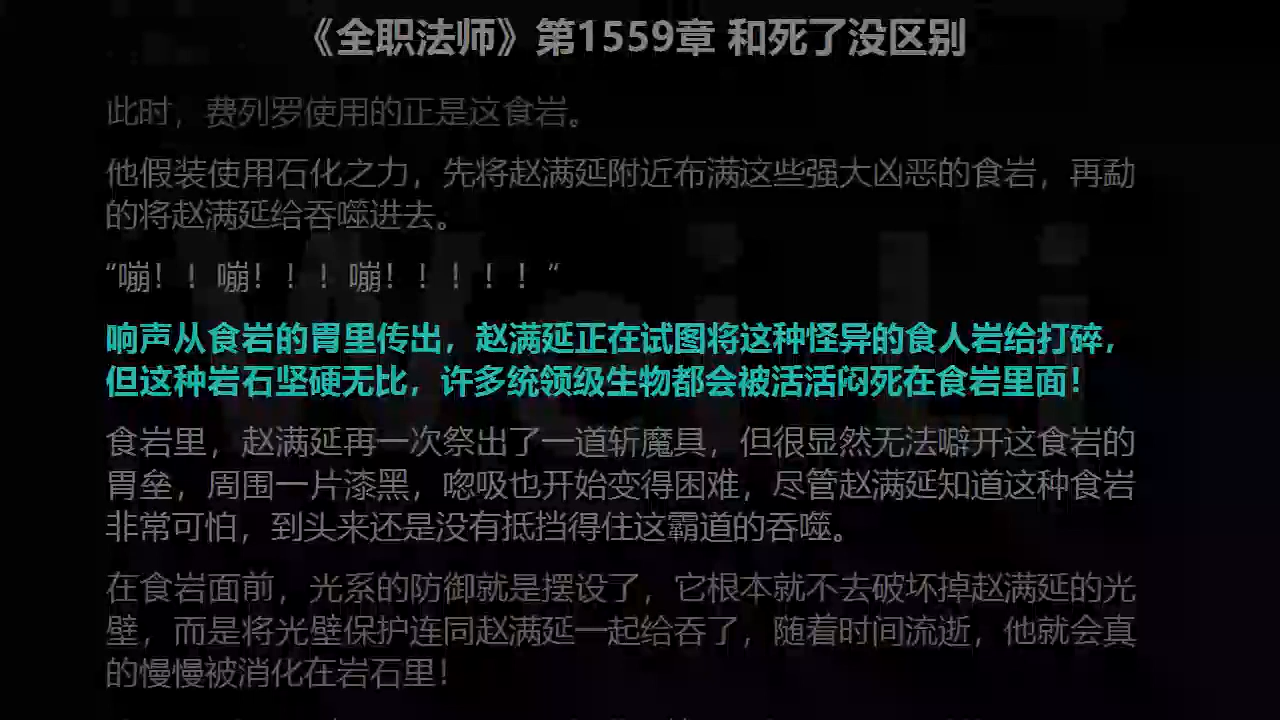 《全职法师》第1559章 和死了没区别
此时，费列罗使用的正是这食岩。
他假装使用石化之力，先将赵满延附近布满这些强大凶恶的食岩，再勐
的将赵满延给吞噬进去。
“嘣！！嘣！！！嘣！！！！！“
响声从食岩的胃里传出，赵满延正在试图将这种怪异的食人岩给打碎，
但这种岩石坚硬无比，许多统领级生物都会被活活闷死在食岩里面！
食岩里，赵满延再一次祭出了一道斩魔具，但很显然无法噼开这食岩的
胃垒，周围一片漆黑，唿吸也开始变得困难，尽管赵满延知道这种食岩
非常可怕，到头来还是没有抵挡得住这霸道的吞噬。
在食岩面前，光系的防御就是摆设了，它根本就不去破坏掉赵满延的光
壁，而是将光壁保护连同赵满延一起给吞了，随着时间流逝，他就会真
的慢慢被消化在岩石里！
Wei Li